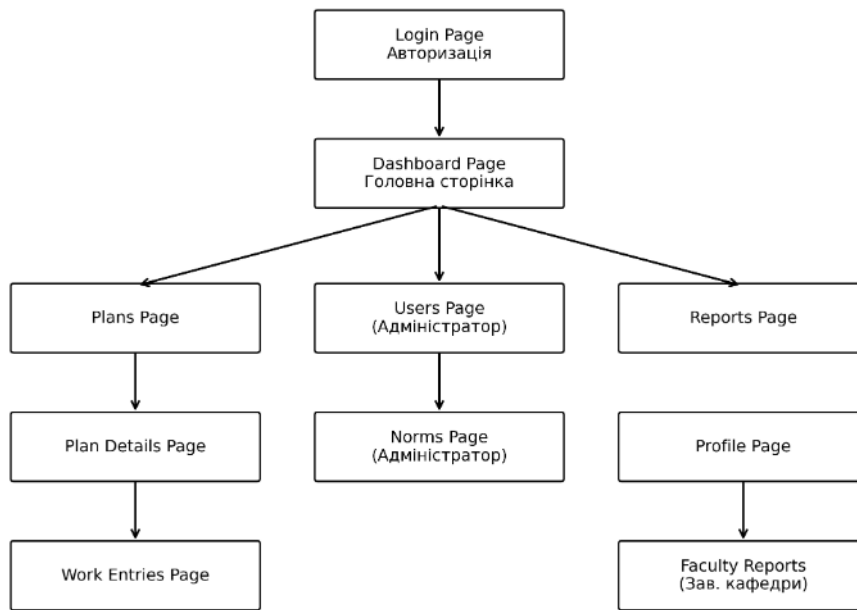 Login Page
Авторизація
Dashboard Page
Головна сторінка
Plans Page
Users Page
(Адміністратор)
Reports Page
Plan Details Page
Norms Page
(Адміністратор)
Profile Page
Work Entries Page
Faculty Reports
(Зав. кафедри)